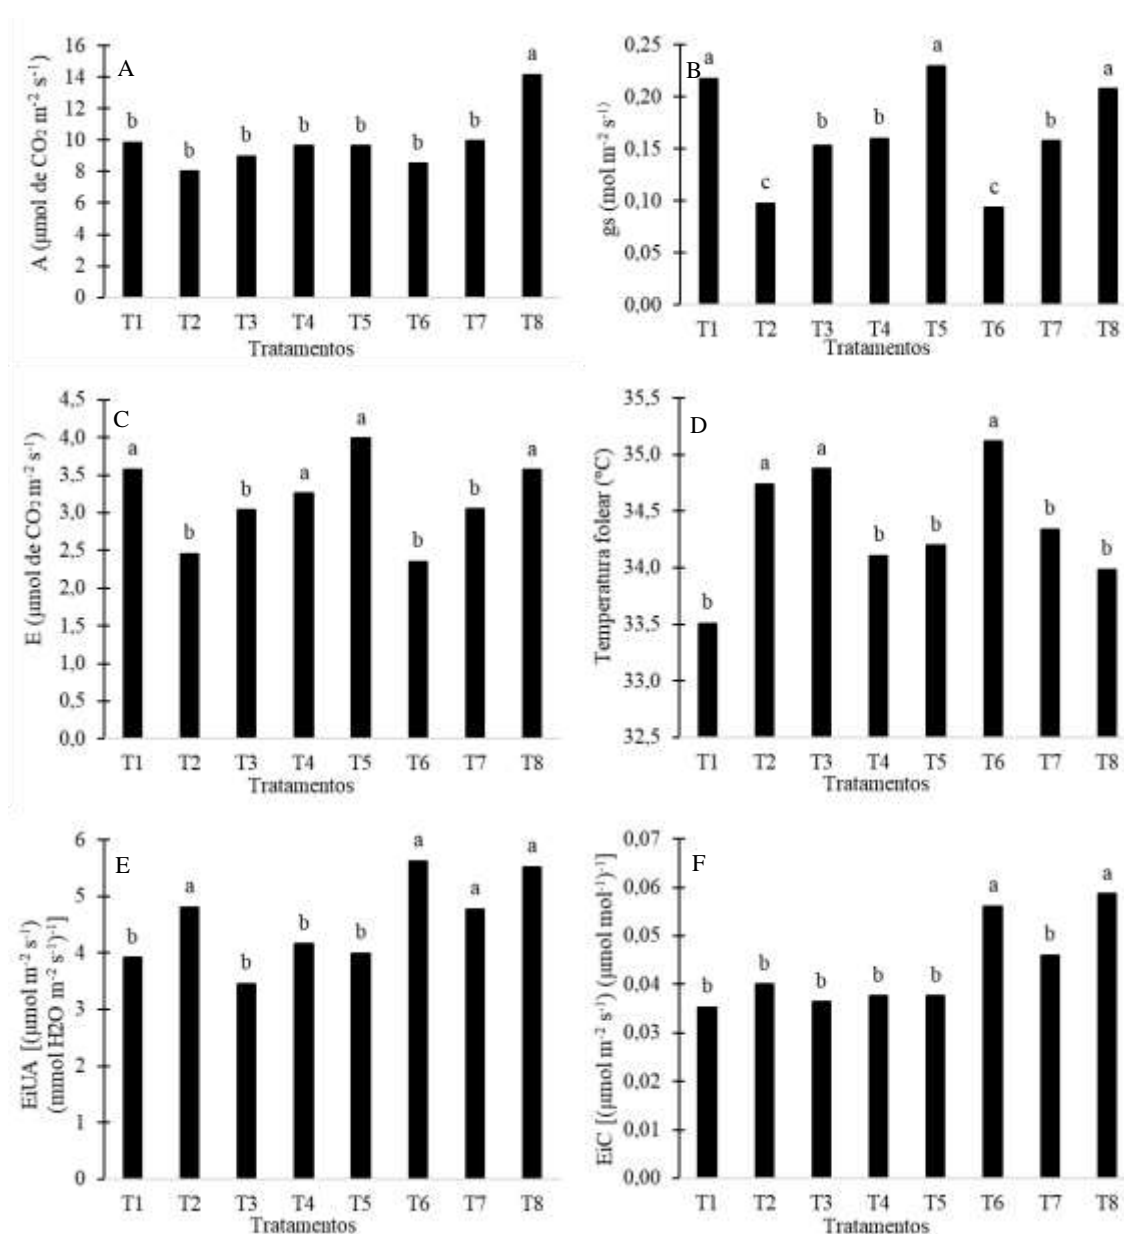 A
A (µmol de CO₂ m⁻² s⁻¹)
16
14
12
10
8
6
4
2
0
b b b b b b b a
T1 T2 T3 T4 T5 T6 T7 T8
Tratamentos
B
gs (mol m⁻² s⁻¹)
0,25
0,20
0,15
0,10
0,05
0,00
a c b b a c b a
T1 T2 T3 T4 T5 T6 T7 T8
Tratamentos
C
E (µmol de CO₂ m⁻² s⁻¹)
4,5
4,0
3,5
3,0
2,5
2,0
1,5
1,0
0,5
0,0
a b b a a b b a
T1 T2 T3 T4 T5 T6 T7 T8
Tratamentos
D
Temperatura folear (°C)
35,5
35,0
34,5
34,0
33,5
33,0
32,5
b a a b b a b b
T1 T2 T3 T4 T5 T6 T7 T8
Tratamentos
E
EiUA [(µmol m⁻² s⁻¹)
(mmol H2O m⁻² s⁻¹)⁻¹]
6
5
4
3
2
1
0
b a b b b a a a
T1 T2 T3 T4 T5 T6 T7 T8
Tratamentos
F
EiC [(µmol m⁻² s⁻¹) (µmol mol⁻¹)⁻¹]
0,07
0,06
0,05
0,04
0,03
0,02
0,01
0,00
b b b b b a b a
T1 T2 T3 T4 T5 T6 T7 T8
Tratamentos